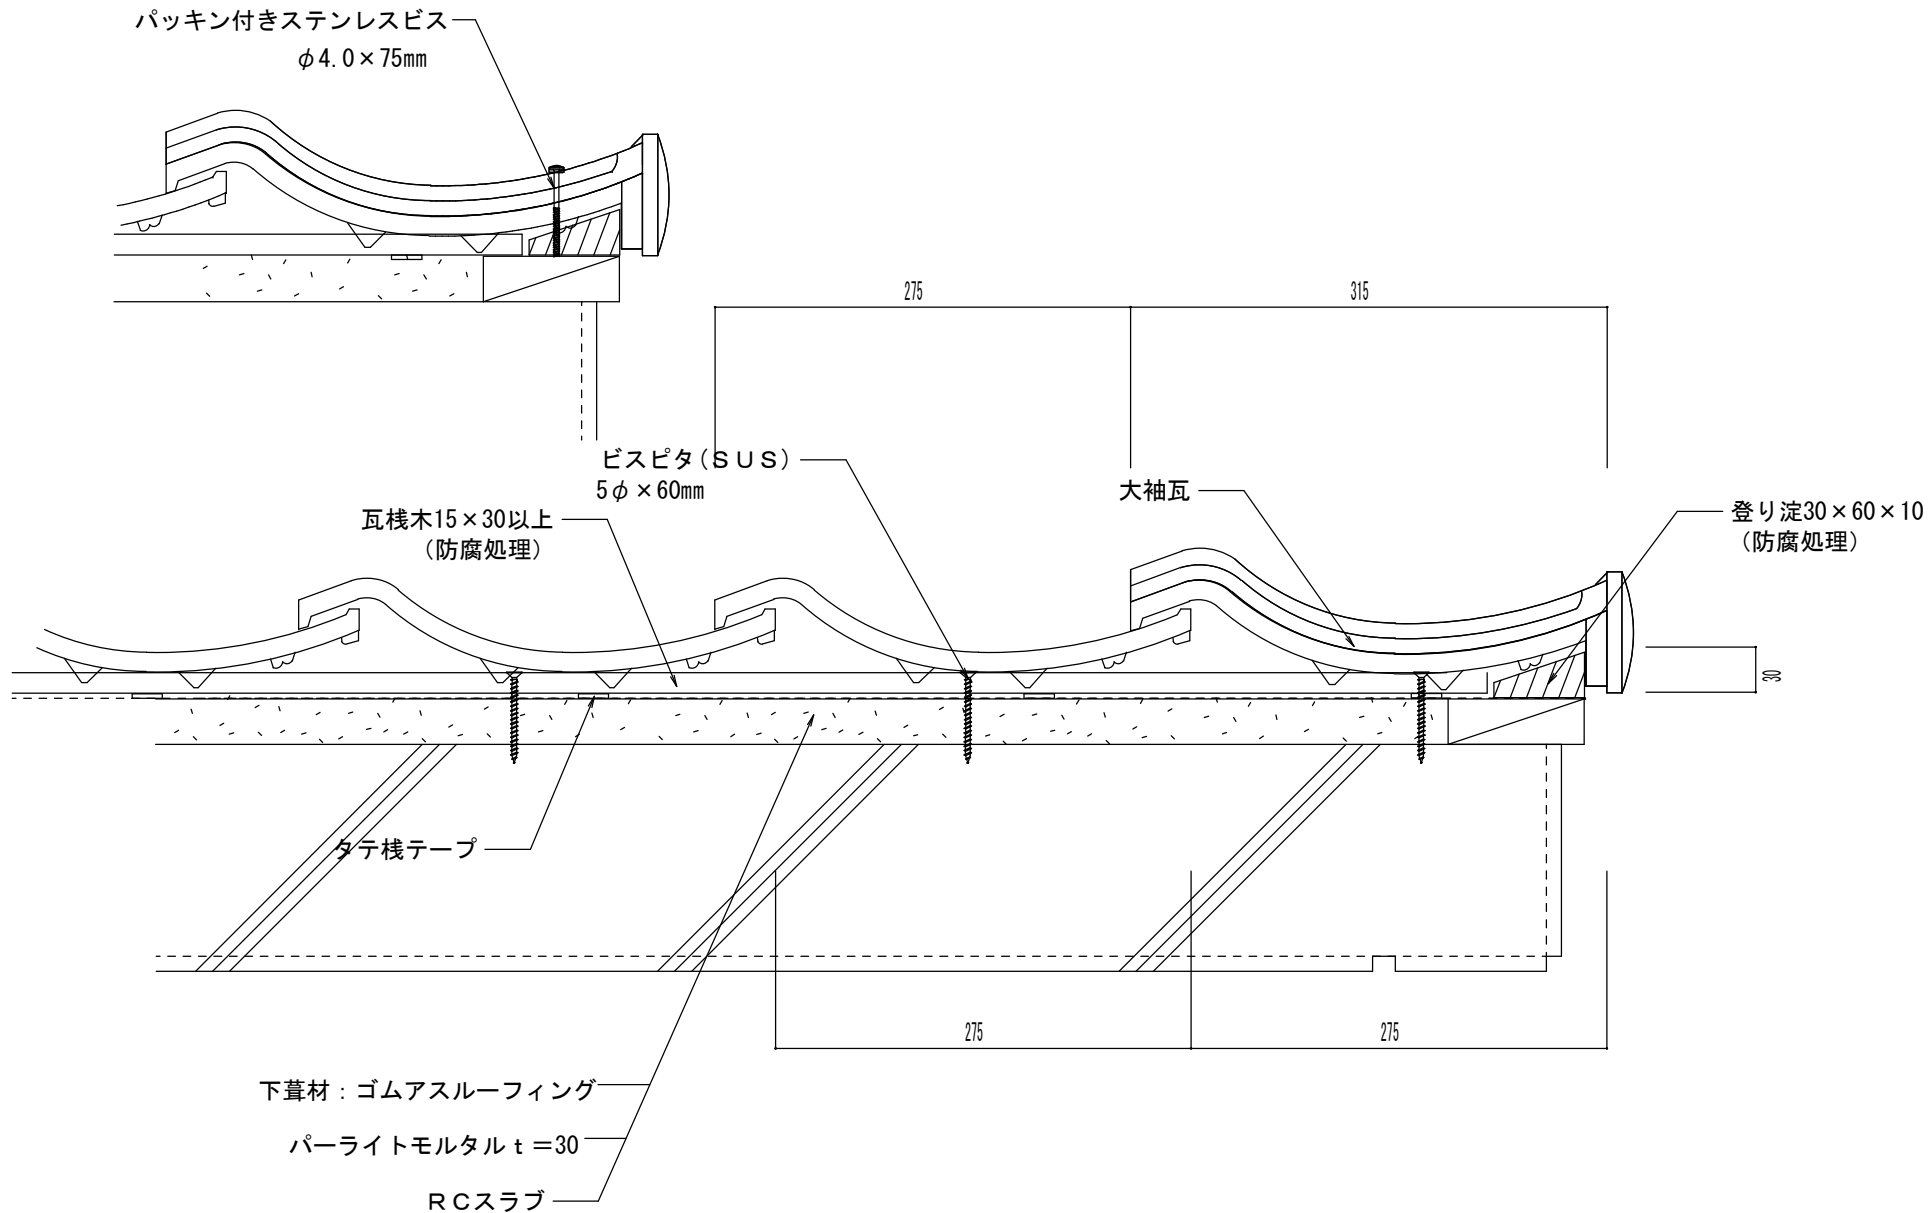 パッキン付きステンレスビス
φ4.0×75mm
275
315
ビスピタ(ＳＵＳ)
5φ×60mm
大袖瓦
瓦桟木15×30以上
(防腐処理)
登り淀30×60×10
(防腐処理)
30
タテ桟テープ
275
275
下葺材：ゴムアスルーフィング
パーライトモルタルｔ＝30
ＲＣスラブ